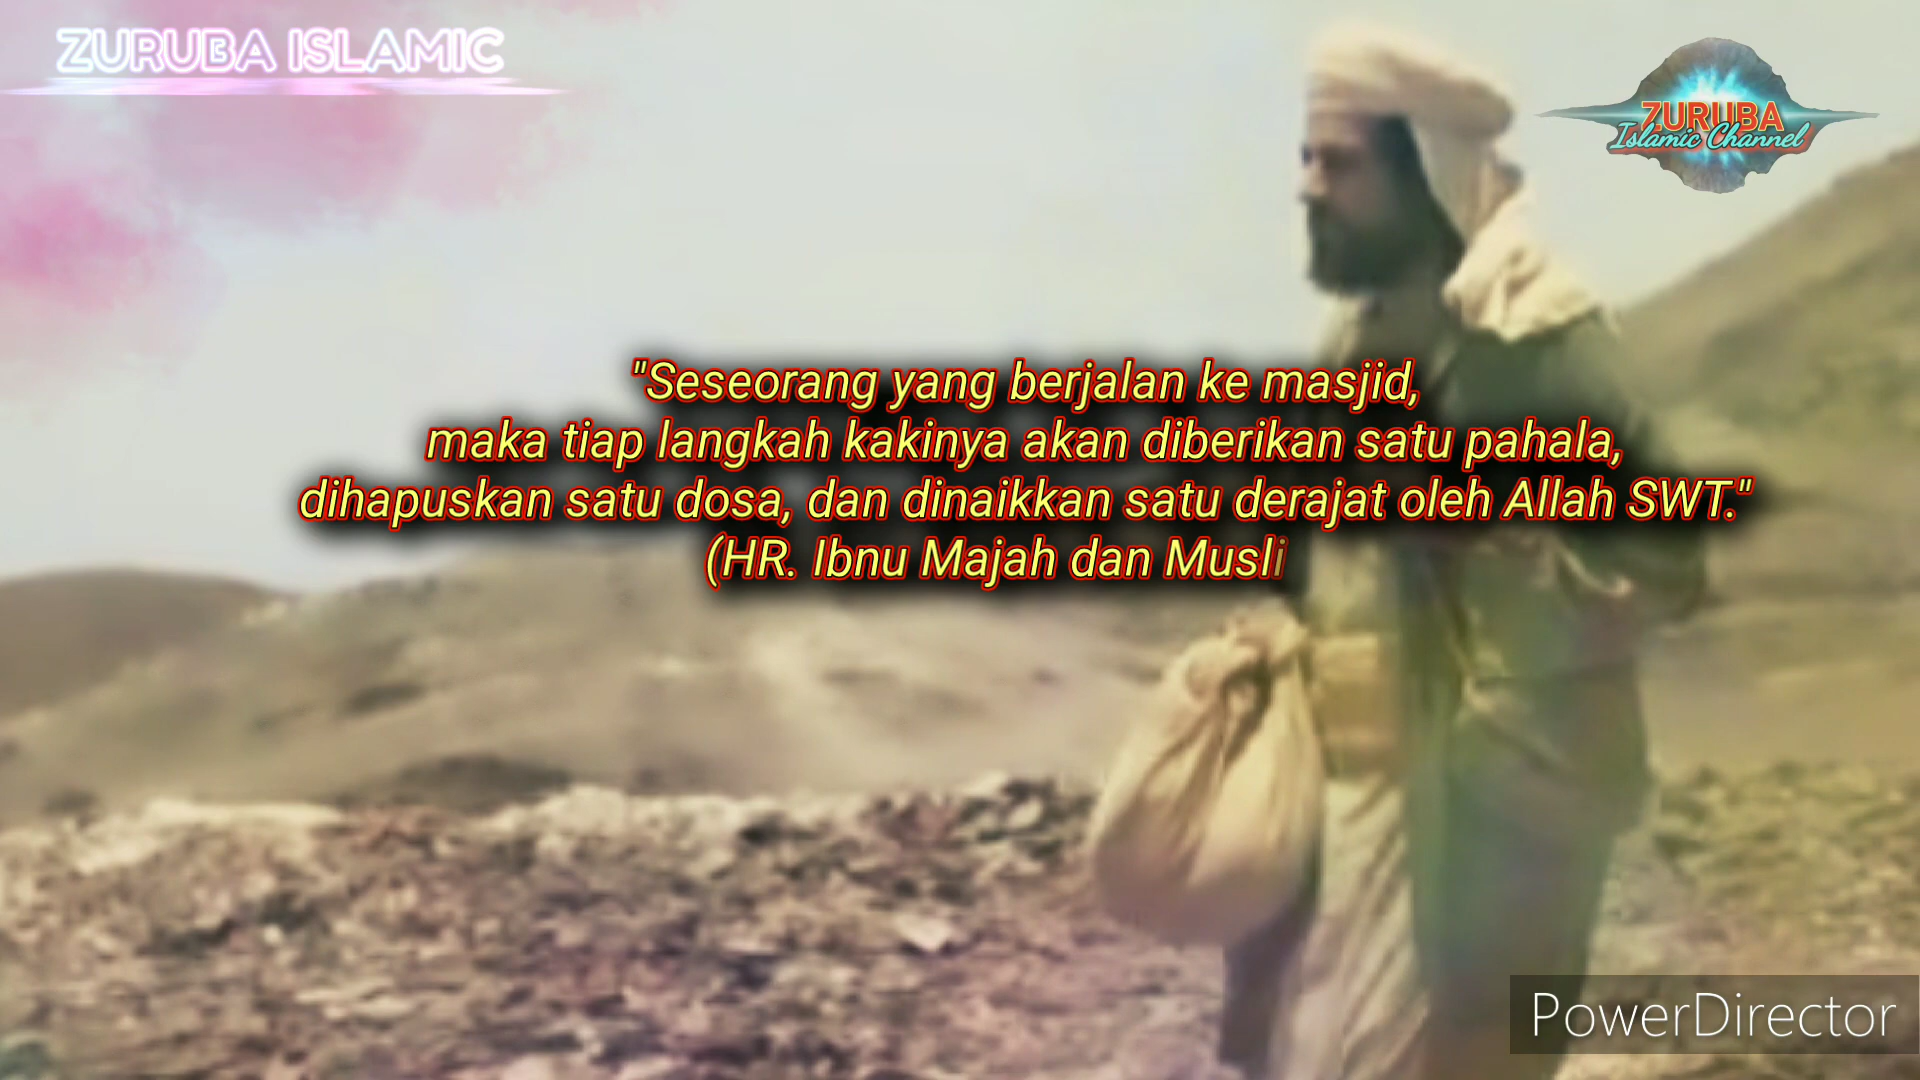 ZURUBA ISLAMIC
ZURUBA
Islamic Channel
"Seseorang yang berjalan ke masjid,
maka tiap langkah kakinya akan diberikan satu pahala,
dihapuskan satu dosa, dan dinaikkan satu derajat oleh Allah SWT."
(HR. Ibnu Majah dan Musli
PowerDirector